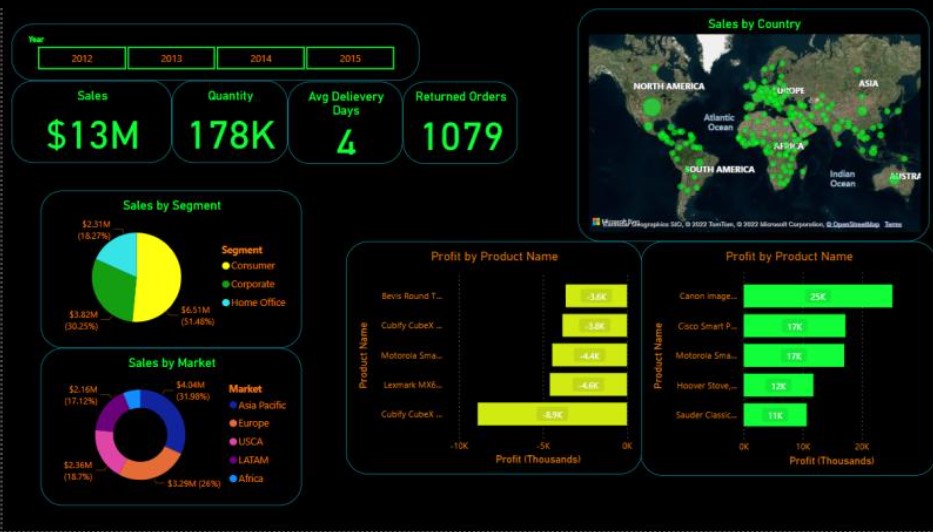 Year
2012 2013 2014 2015
Sales
$13M
Quantity
178K
Avg Delievery
Days
4
Returned Orders
1079
Sales by Country
NORTH AMERICA
EUROPE
ASIA
Atlantic
Ocean
AFRICA
SOUTH AMERICA
Indian
Ocean
AUSTRA
© 2022 TomTom, © 2022 Microsoft Corporation, © OpenStreetMap Terms
Sales by Segment
$2.31M
(18.27%)
$3.82M
(30.25%)
$6.51M
(51.48%)
Segment
Consumer
Corporate
Home Office
Sales by Market
$2.16M
(17.12%)
$4.04M
(31.98%)
$2.36M
(18.7%)
$3.29M (26%)
Market
Asia Pacific
Europe
USCA
LATAM
Africa
Profit by Product Name
Product Name
Bevis Round T...
Cubify CubeX ...
Motorola Sma...
-4.4K
Lexmark MX6...
-4.6K
Cubify CubeX ...
-8.9K
-10K -5K 0K
Profit (Thousands)
Profit by Product Name
Product Name
Canon image...
25K
Cisco Smart P...
17K
Motorola Sma...
17K
Hoover Stove,...
12K
Sauder Classic...
11K
0K 10K 20K
Profit (Thousands)